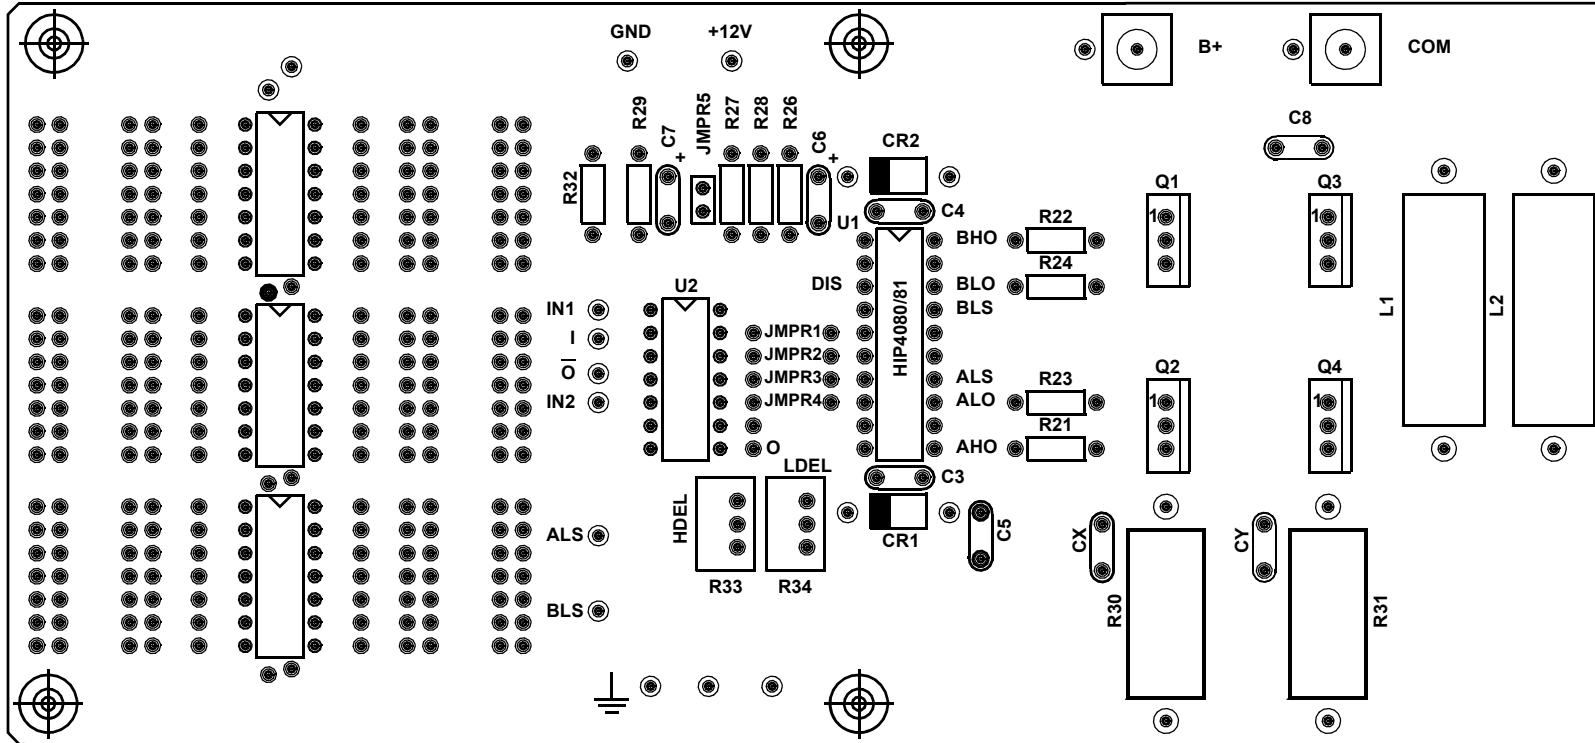 GND
+12V
B+
COM
R29
C7
+
JMPR5
R27
R28
R26
C6
+
CR2
C8
R32
U1
C4
Q1
Q3
1
1
R22
BHO
R24
DIS
BLO
BLS
U2
HIP4080/81
L1
L2
IN1
I
O
IN2
JMPR1
JMPR2
JMPR3
JMPR4
O
ALS
ALO
AHO
R23
R21
Q2
Q4
1
1
LDEL
HDEL
C3
CR1
C5
CX
CY
R33
R34
R30
R31
ALS
BLS